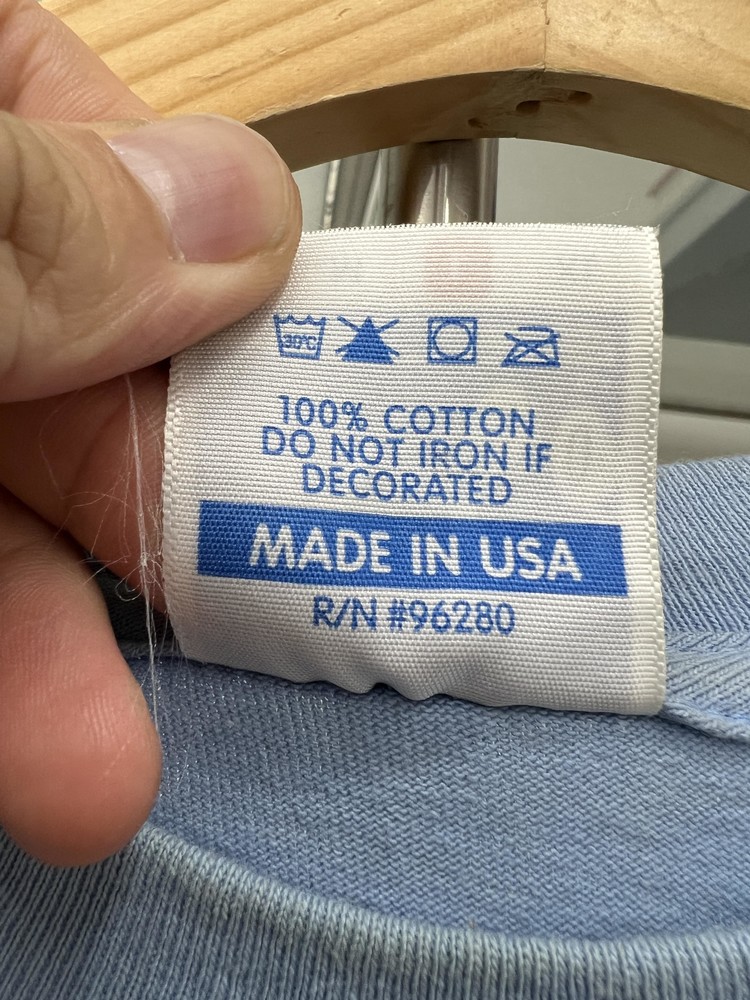 30°C
100% COTTON
DO NOT IRON IF
DECORATED
MADE IN USA
R/N #96280